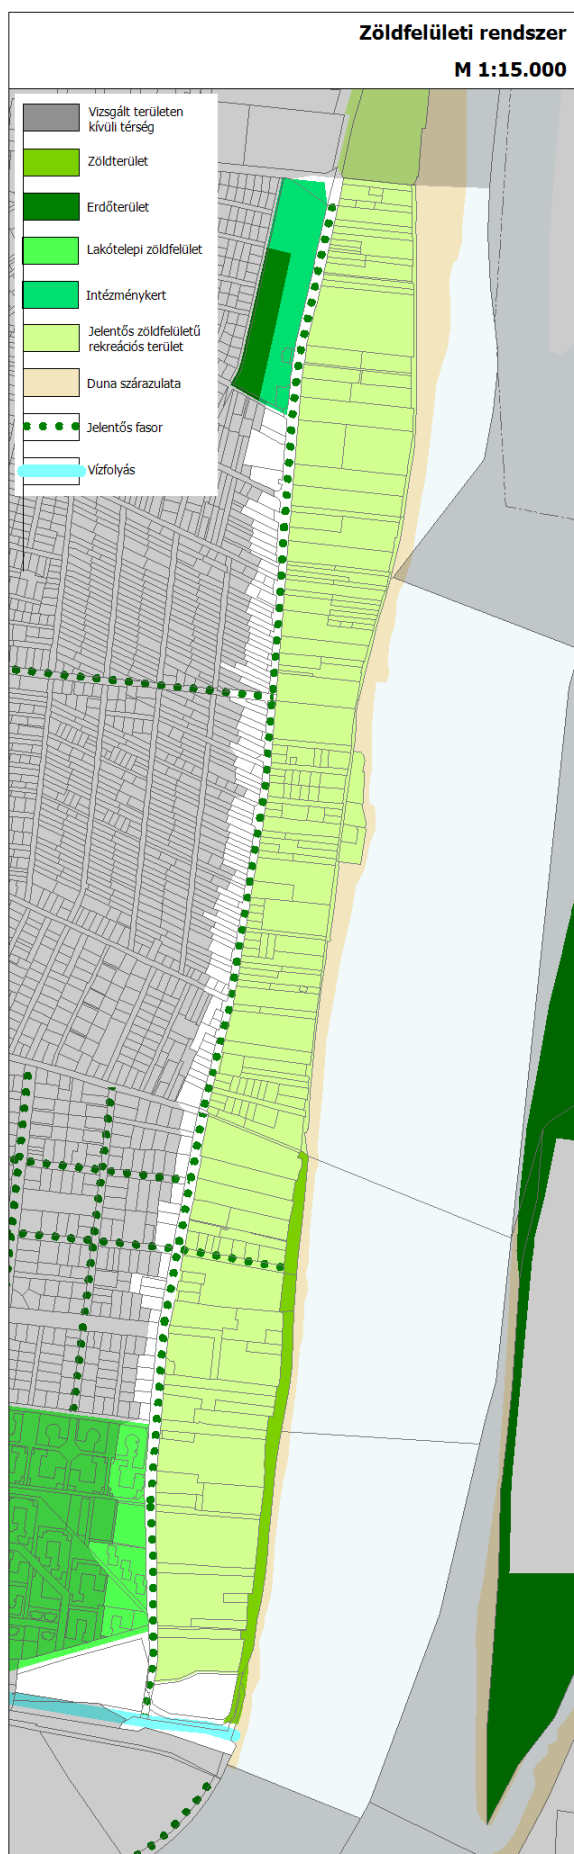 Zöldfelületi rendszer
M 1:15.000
Vizsgált területen
kívüli térség
Zöldterület
Erdőterület
Lakótelepi zöldfelület
Intézménykert
Jelentős zöldfelületű
rekreációs terület
Duna szárazulata
Jelentős fasor
Vízfolyás